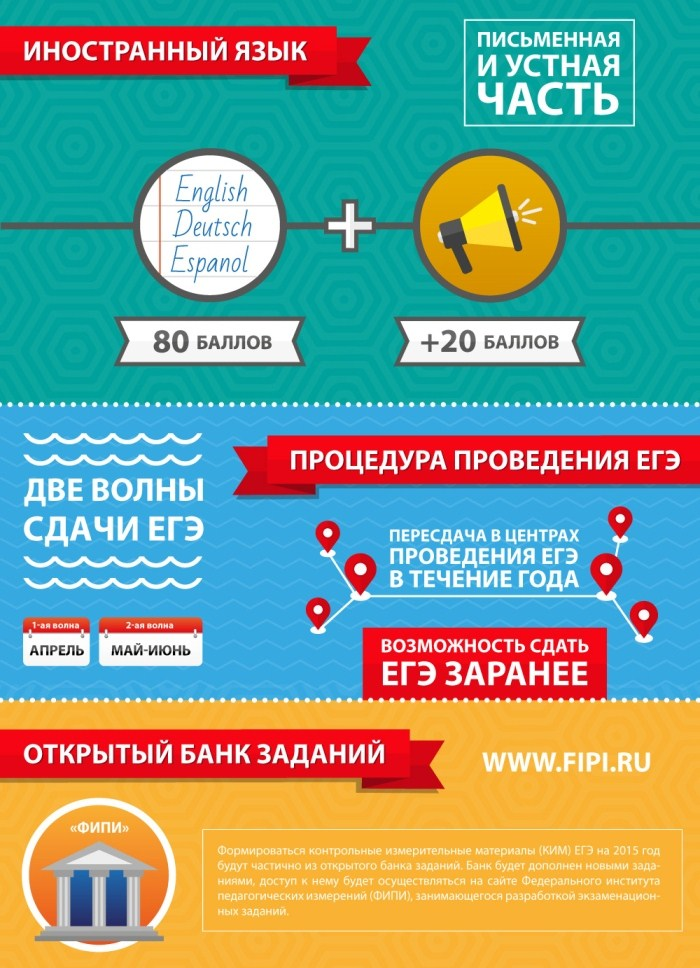 ИНОСТРАННЫЙ ЯЗЫК
ПИСЬМЕННАЯ
И УСТНАЯ
ЧАСТЬ
English
Deutsch
Espanol
80 БАЛЛОВ
+20 БАЛЛОВ
ПРОЦЕДУРА ПРОВЕДЕНИЯ ЕГЭ
ДВЕ ВОЛНЫ
СДАЧИ ЕГЭ
1-ая волна
АПРЕЛЬ
2-ая волна
МАЙ-ИЮНЬ
ПЕРЕСДАЧА В ЦЕНТРАХ
ПРОВЕДЕНИЯ ЕГЭ
В ТЕЧЕНИЕ ГОДА
ВОЗМОЖНОСТЬ СДАТЬ
ЕГЭ ЗАРАНЕЕ
ОТКРЫТЫЙ БАНК ЗАДАНИЙ
WWW.FIPI.RU
«ФИПИ»
Формироваться контрольные измерительные материалы (КИМ) ЕГЭ на 2015 год
будут частично из открытого банка заданий. Банк будет дополнен новыми зада-
ниями, доступ к нему будет осуществляться на сайте Федерального института
педагогических измерений (ФИПИ), занимающегося разработкой экзаменацион-
ных заданий.